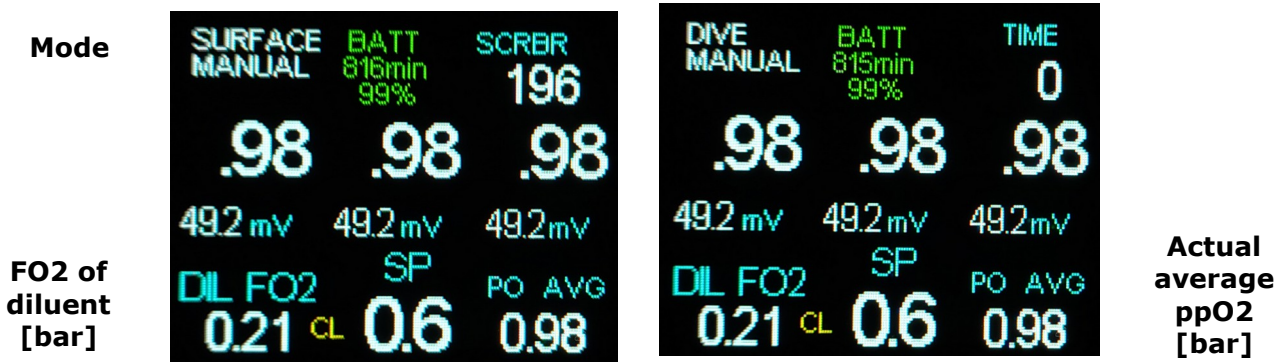 Mode
SURFACE BATT SCRBR
MANUAL 816min 196
99%
.98 .98 .98
49.2 mV 49.2 mV 49.2 mV
DIL FO2 SP PO AVG
0.21 CL 0.6 0.98
FO2 of
diluent
[bar]
DIVE BATT TIME
MANUAL 815min 0
99%
.98 .98 .98
49.2 mV 49.2 mV 49.2 mV
DIL FO2 SP PO AVG
0.21 CL 0.6 0.98
Actual
average
ppO2
[bar]